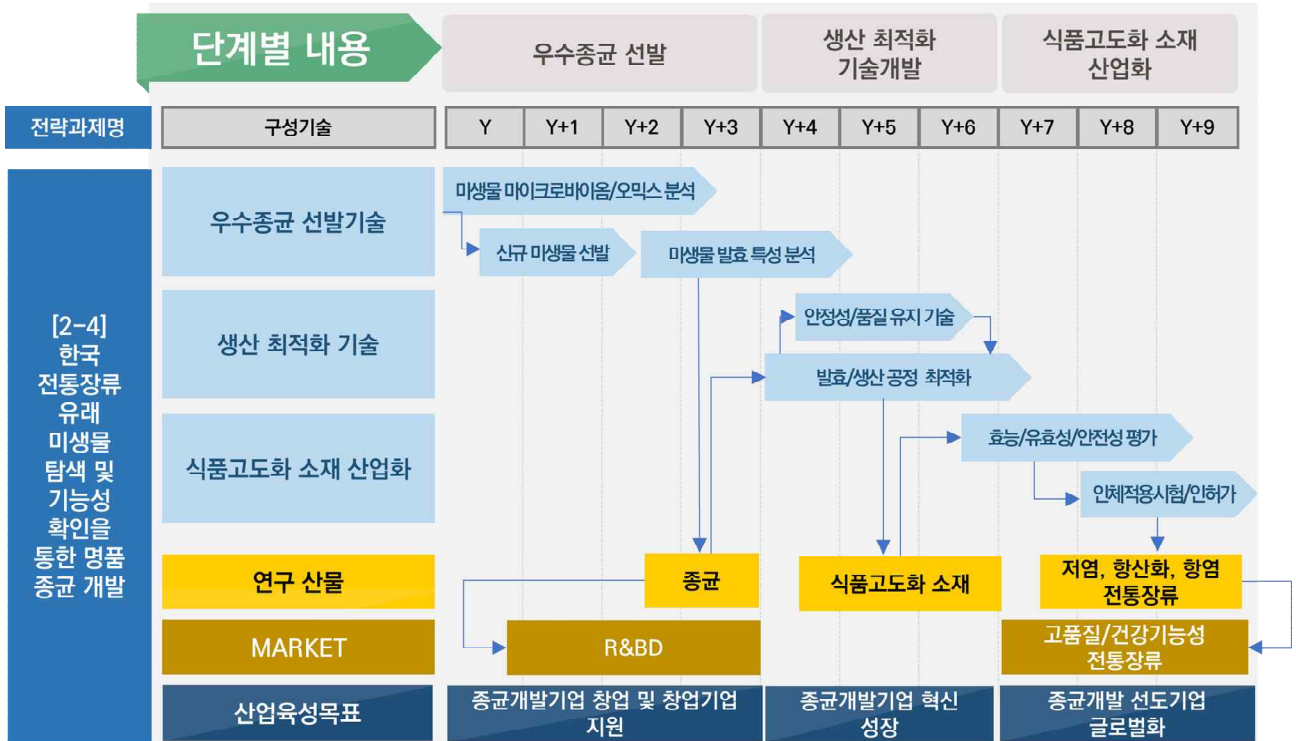 단계별 내용
우수종균 선발
생산 최적화
기술개발
식품고도화 소재
산업화
전략과제명
구성기술
Y
Y+1
Y+2
Y+3
Y+4
Y+5
Y+6
Y+7
Y+8
Y+9
[2-4]
한국
전통장류
유래
미생물
탐색 및
기능성
확인을
통한 명품
종균 개발
우수종균 선발기술
미생물 마이크로바이옴/오믹스 분석
신규 미생물 선발
미생물 발효 특성 분석
생산 최적화 기술
안정성/품질 유지 기술
발효/생산 공정 최적화
식품고도화 소재 산업화
효능/유효성/안전성 평가
인체적용시험/인허가
연구 산물
종균
식품고도화 소재
저염, 항산화, 항염
전통장류
MARKET
R&BD
고품질/건강기능성
전통장류
산업육성목표
종균개발기업 창업 및 창업기업
지원
종균개발기업 혁신
성장
종균개발 선도기업
글로벌화